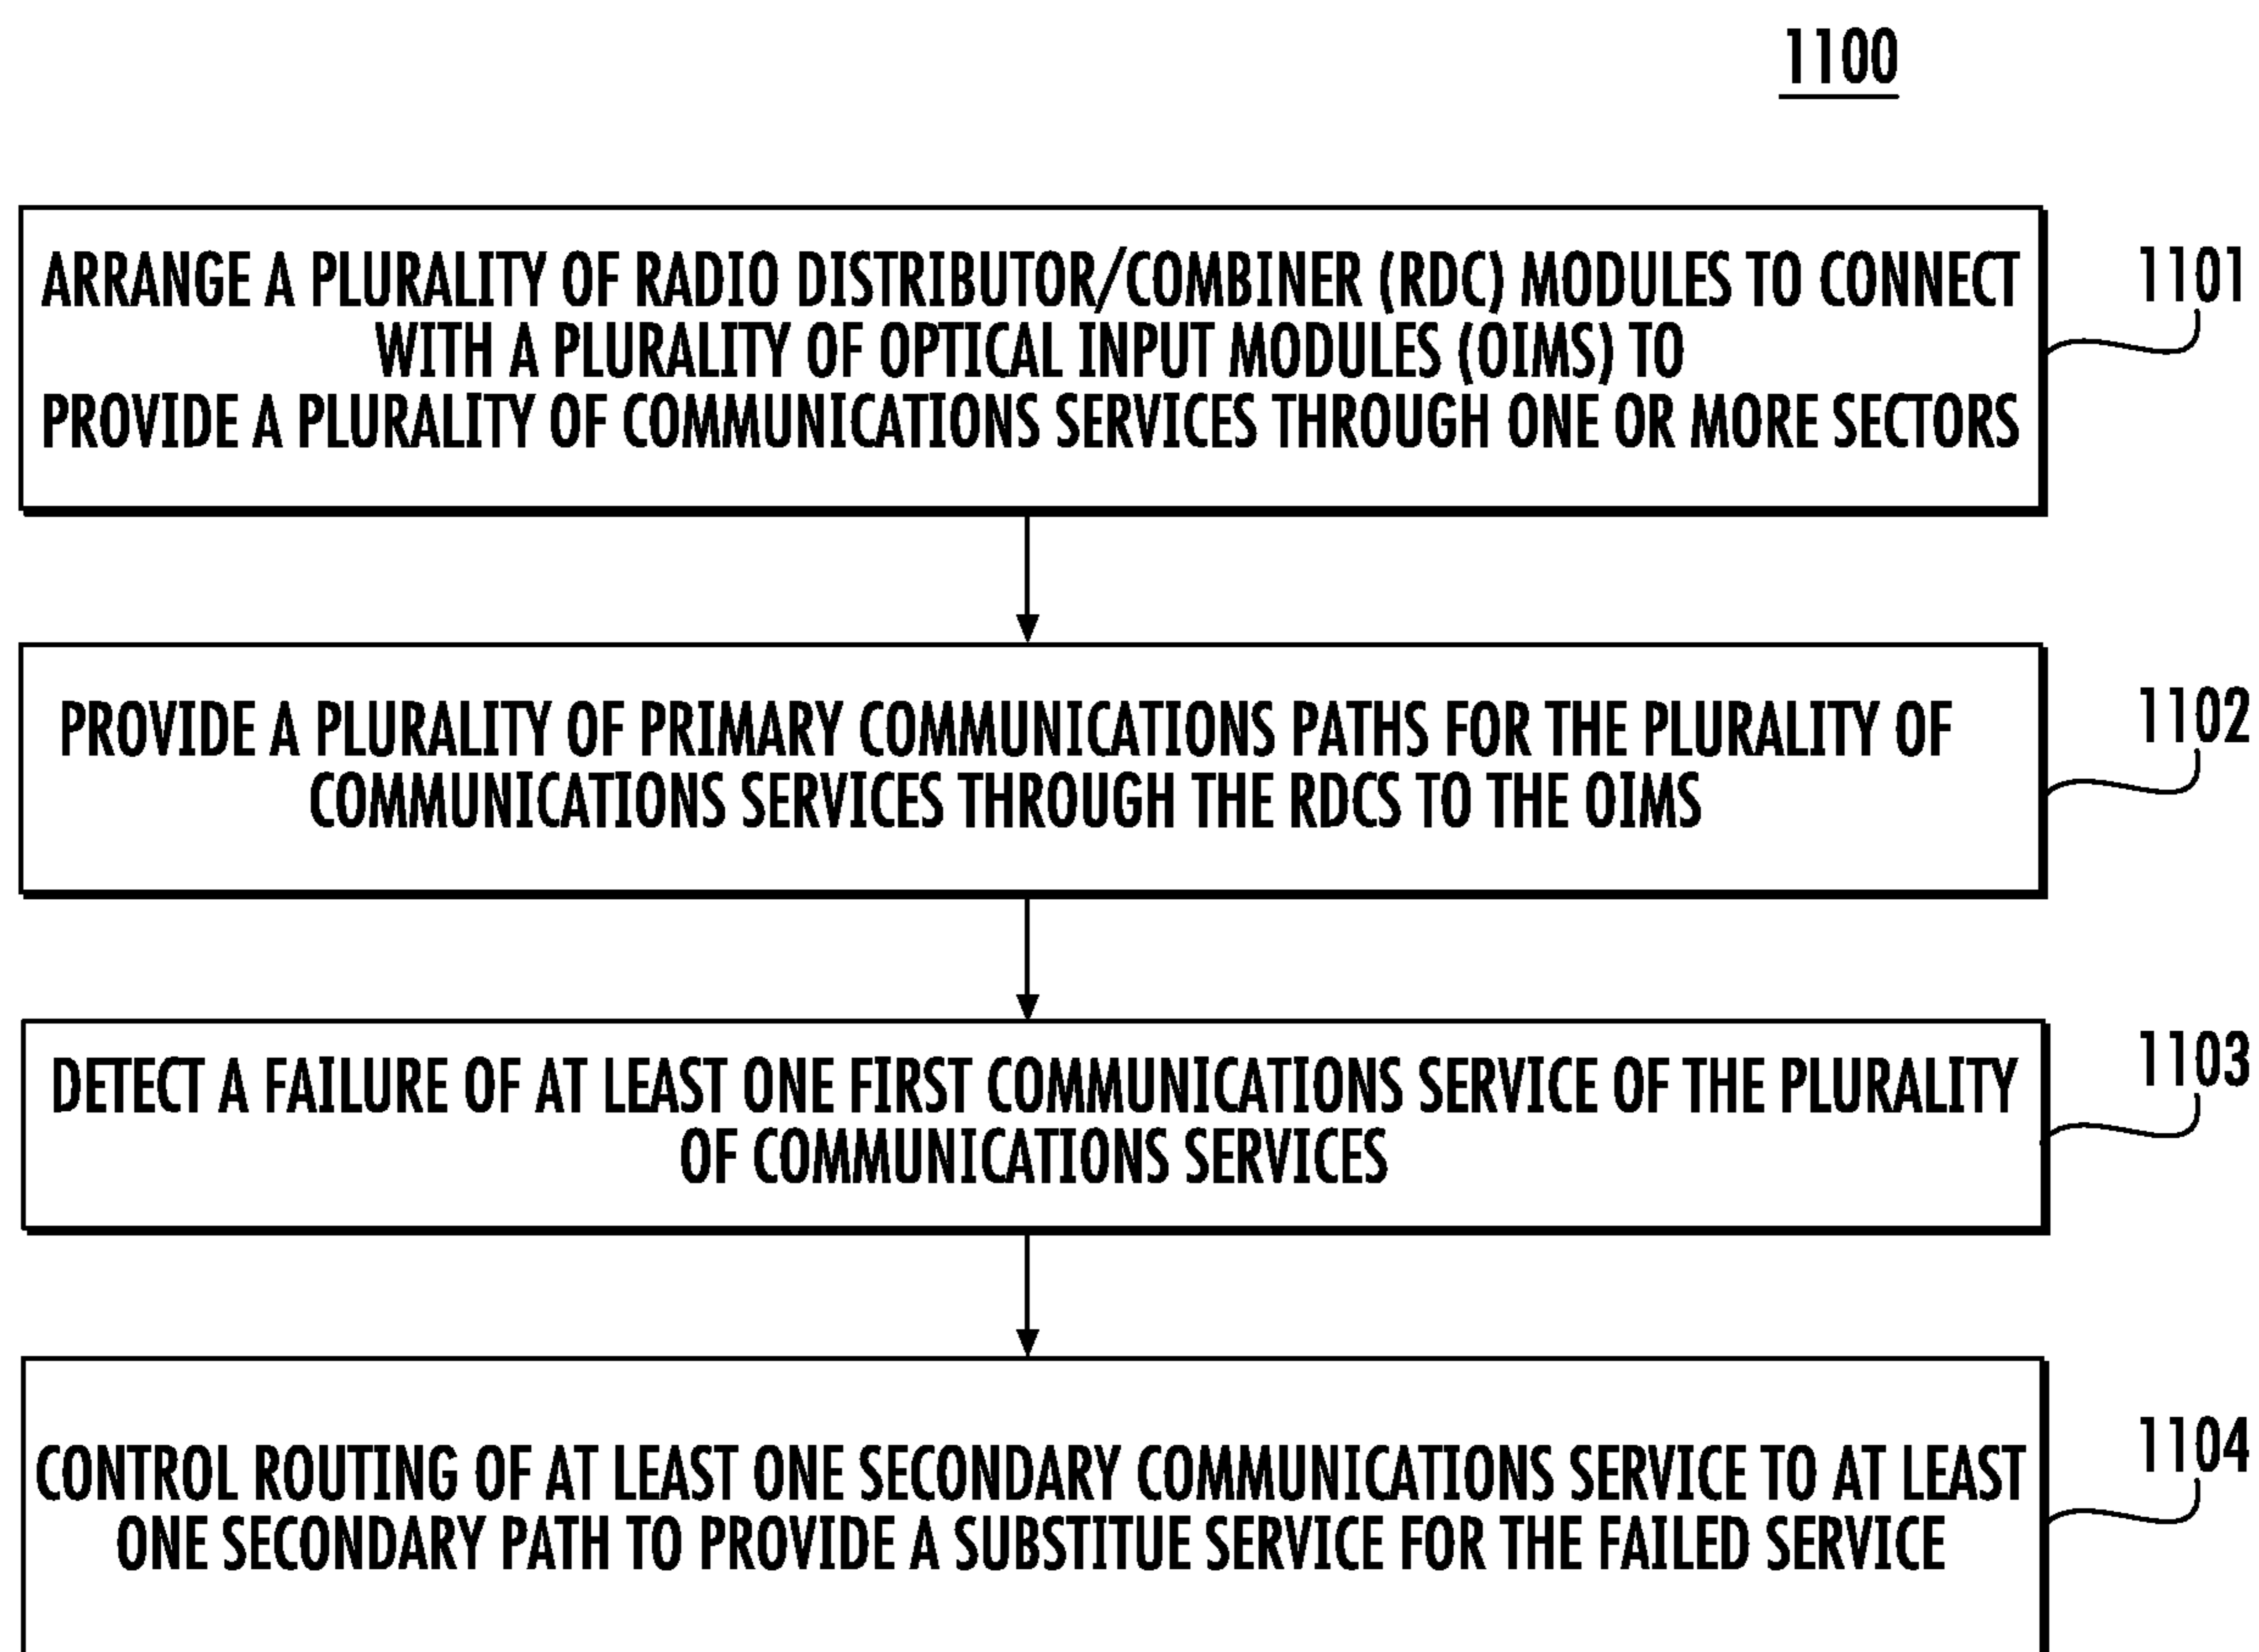 1100
ARRANGE A PLURALITY OF RADIO DISTRIBUTOR/COMBINER (RDC) MODULES TO CONNECT
WITH A PLURALITY OF OPTICAL INPUT MODULES (OIMS) TO
PROVIDE A PLURALITY OF COMMUNICATIONS SERVICES THROUGH ONE OR MORE SECTORS
1101
PROVIDE A PLURALITY OF PRIMARY COMMUNICATIONS PATHS FOR THE PLURALITY OF
COMMUNICATIONS SERVICES THROUGH THE RDCS TO THE OIMS
1102
DETECT A FAILURE OF AT LEAST ONE FIRST COMMUNICATIONS SERVICE OF THE PLURALITY
OF COMMUNICATIONS SERVICES
1103
CONTROL ROUTING OF AT LEAST ONE SECONDARY COMMUNICATIONS SERVICE TO AT LEAST
ONE SECONDARY PATH TO PROVIDE A SUBSTITUE SERVICE FOR THE FAILED SERVICE
1104